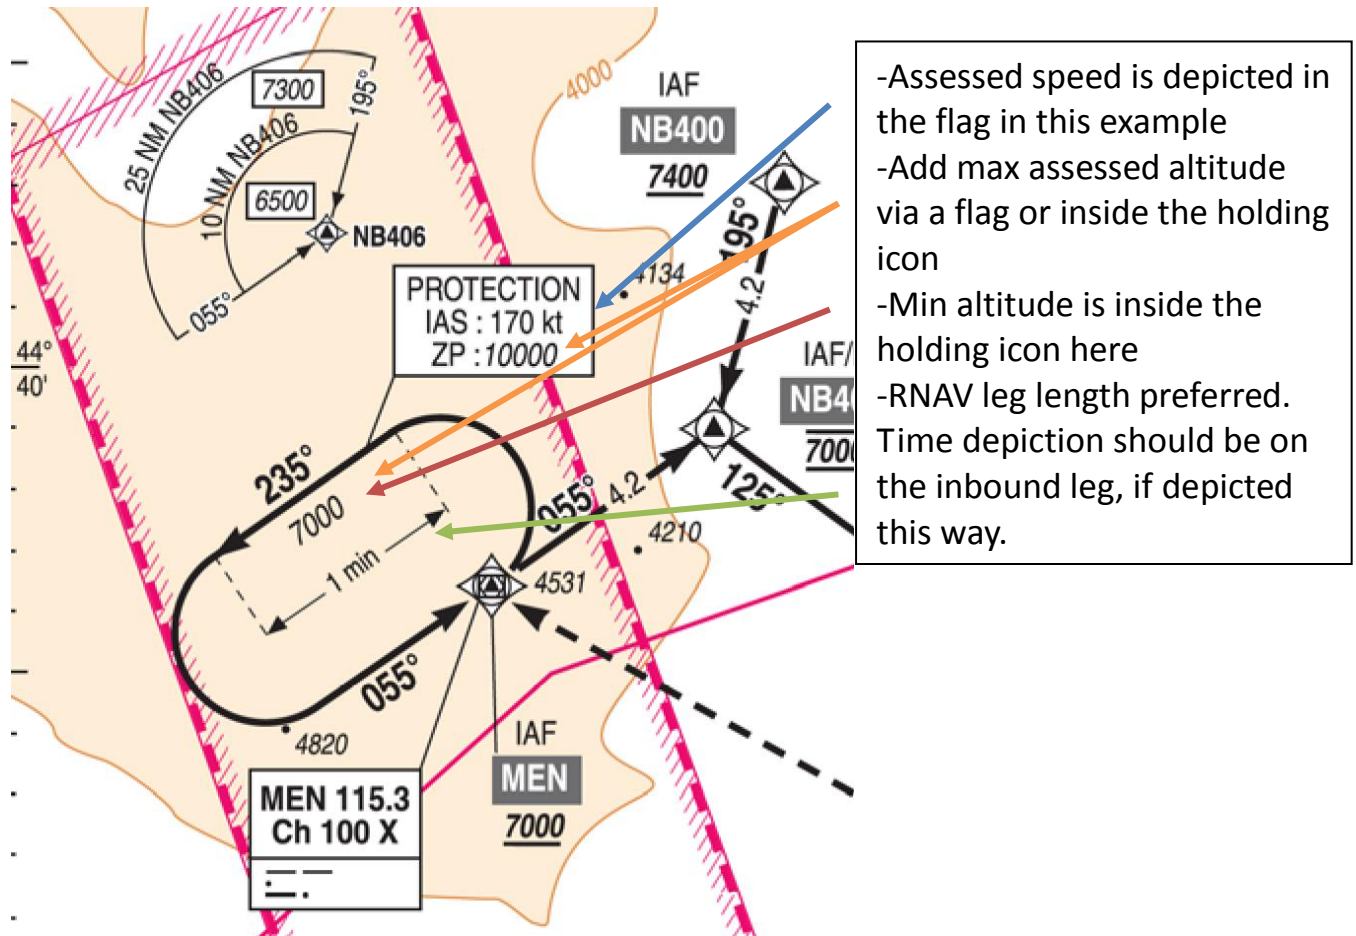 25 NM NB406
7300
195°
10 NM NB406
6500
NB406
055°
4000
IAF
NB400
7400
195°
4.2
4134
PROTECTION
IAS : 170 kt
ZP : 10000
44°
40'
IAF/
NB40
7000
235°
7000
1 min
055°
4.2
125°
4210
4531
055°
4820
IAF
MEN
7000
MEN 115.3
Ch 100 X
-Assessed speed is depicted in
the flag in this example
-Add max assessed altitude
via a flag or inside the holding
icon
-Min altitude is inside the
holding icon here
-RNAV leg length preferred.
Time depiction should be on
the inbound leg, if depicted
this way.